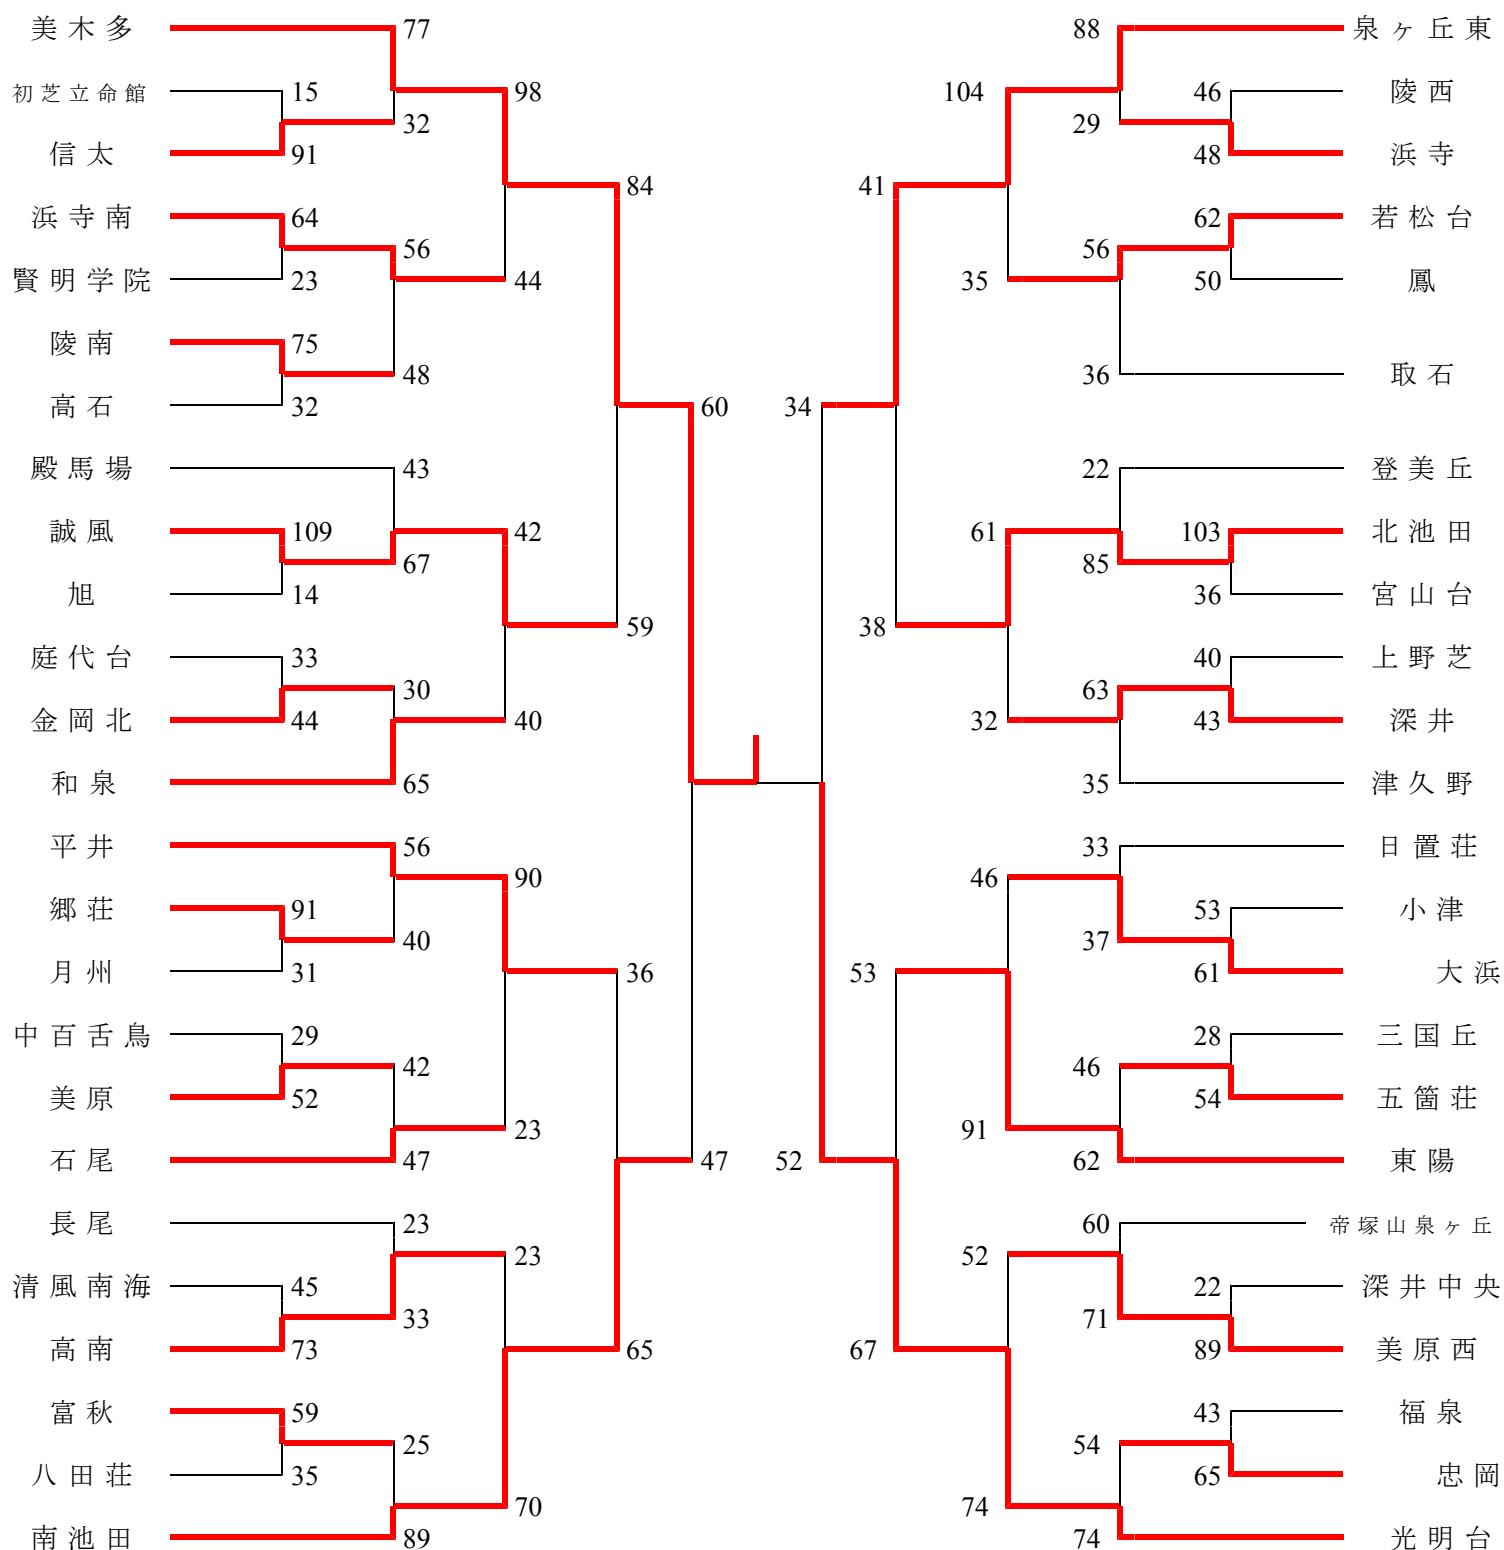 美木多 77 88 泉ヶ丘東
初芝立命館 15 98 104 46 陵西
32 29
信太 91 48 浜寺
84 41
浜寺南 64 62 若松台
56 56
賢明学院 23 44 35 50 鳳
陵南 75
48 36 取石
高石 32 60 34
殿馬場 43 22 登美丘
誠風 109 42 61 103 北池田
67 85
旭 14 36 宮山台
59 38
庭代台 33 40 上野芝
30 63
金岡北 44 40 32 43 深井
和泉 65 35 津久野
平井 56 33 日置荘
90 46
郷荘 91 53 小津
40 37
月州 31 36 53 61 大浜
中百舌鳥 29 28 三国丘
42 46
美原 52 54 五箇荘
23 91
石尾 47 47 52 62 東陽
長尾 23 60 帝塚山泉ヶ丘
23 52
清風南海 45 22 深井中央
33 71
高南 73 65 67 89 美原西
富秋 59 43 福泉
25 54
八田荘 35 65 忠岡
70 74
南池田 89 74 光明台